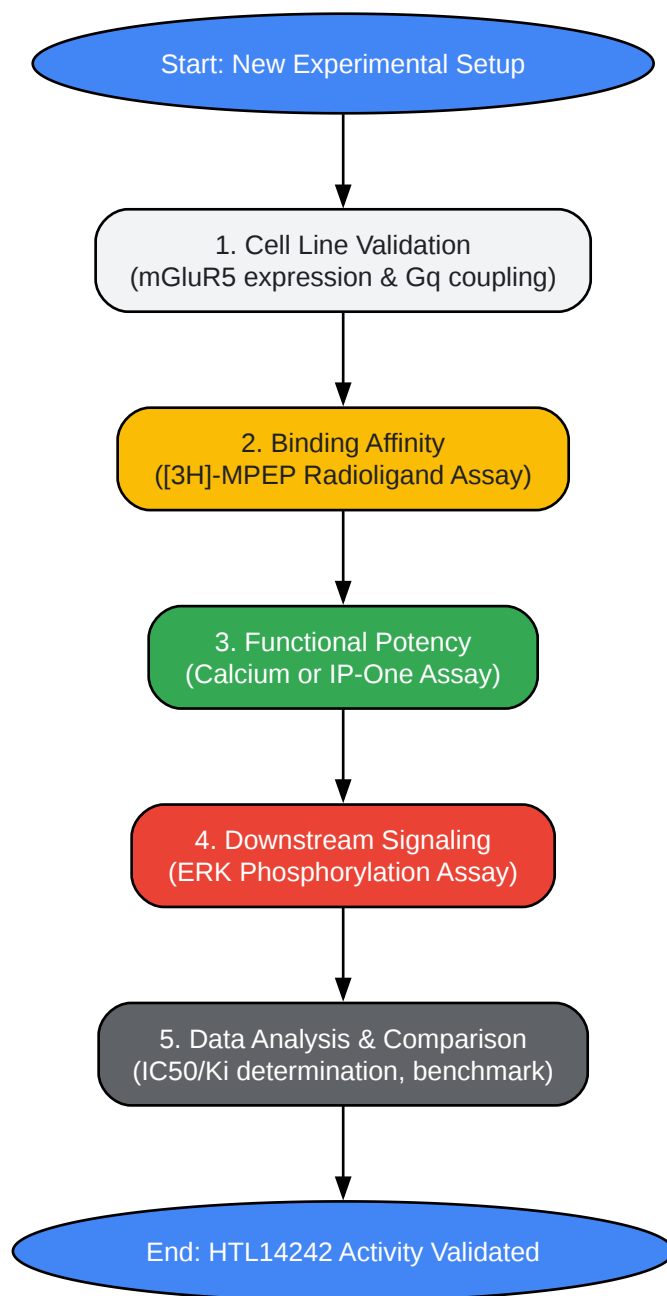 Start: New Experimental Setup
1. Cell Line Validation
(mGluR5 expression & Gq coupling)
2. Binding Affinity
([3H]-MPEP Radioligand Assay)
3. Functional Potency
(Calcium or IP-One Assay)
4. Downstream Signaling
(ERK Phosphorylation Assay)
5. Data Analysis & Comparison
(IC50/Ki determination, benchmark)
End: HTL14242 Activity Validated